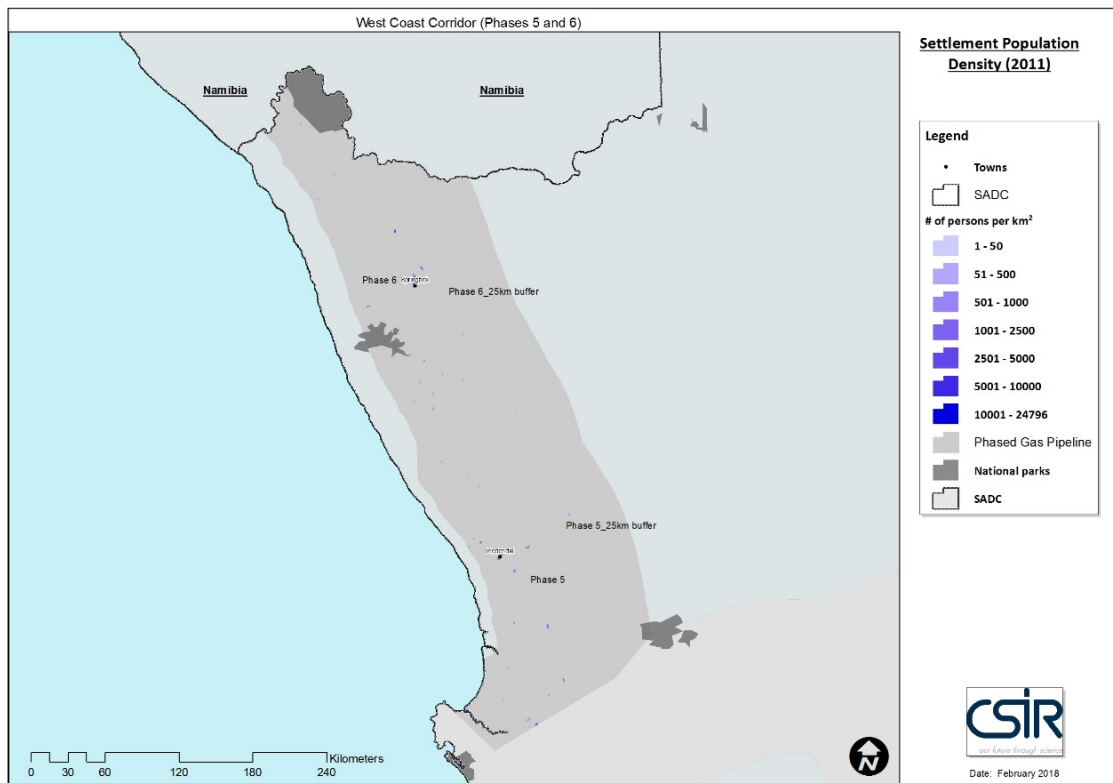 West Coast Corridor (Phases 5 and 6)
Settlement Population
Density (2011)
Namibia
Namibia
Legend
Towns
SADC
# of persons per km²
1 - 50
51 - 500
501 - 1000
1001 - 2500
2501 - 5000
5001 - 10000
10001 - 24796
Phased Gas Pipeline
National parks
SADC
Phase 6
Springbok
Phase 6_25km buffer
Phase 5_25km buffer
Phase 5
Kilometers
0 15 30 60 120 180 240
N
CSIR
our future through science
Date: February 2018